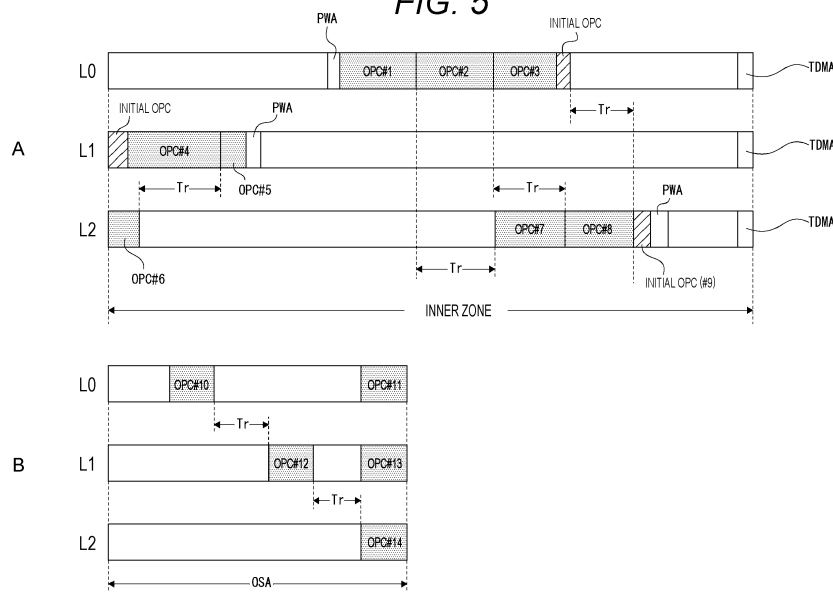 FIG. 5
PWA
INITIAL OPC
L0
OPC#1
OPC#2
OPC#3
TDMA
INITIAL OPC
PWA
Tr
A
L1
OPC#4
TDMA
Tr
OPC#5
Tr
PWA
L2
OPC#7
OPC#8
TDMA
OPC#6
Tr
INITIAL OPC (#9)
INNER ZONE
L0
OPC#10
OPC#11
Tr
B
L1
OPC#12
OPC#13
Tr
L2
OPC#14
OSA